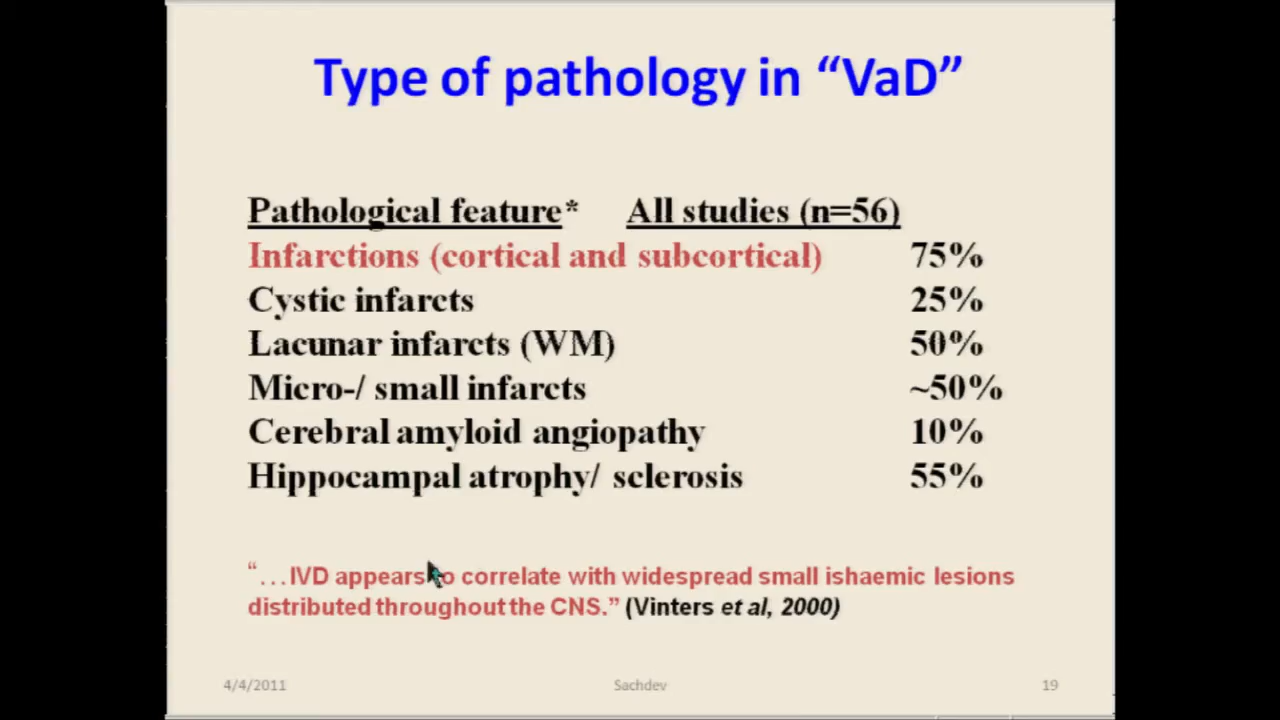 Type of pathology in “VaD”
Pathological feature* All studies (n=56)
Infarctions (cortical and subcortical) 75%
Cystic infarcts 25%
Lacunar infarcts (WM) 50%
Micro-/ small infarcts ~50%
Cerebral amyloid angiopathy 10%
Hippocampal atrophy/ sclerosis 55%
“…IVD appears to correlate with widespread small ishaemic lesions
distributed throughout the CNS.” (Vinters et al, 2000)
4/4/2011 Sachdev 19